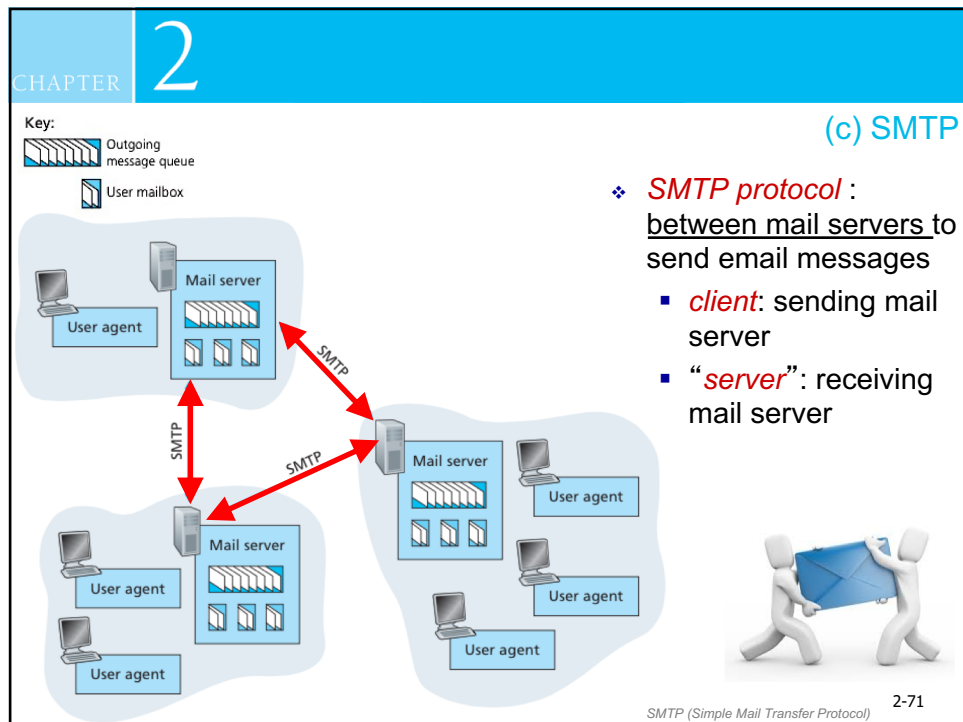 CHAPTER 2
Key:
Outgoing
message queue
User mailbox
(c) SMTP
❖ SMTP protocol :
between mail servers to
send email messages
▪ client: sending mail
server
▪ “server”: receiving
mail server
Mail server
User agent
SMTP
SMTP
SMTP
Mail server
User agent
User agent
Mail server
User agent
User agent
User agent
SMTP (Simple Mail Transfer Protocol)
2-71